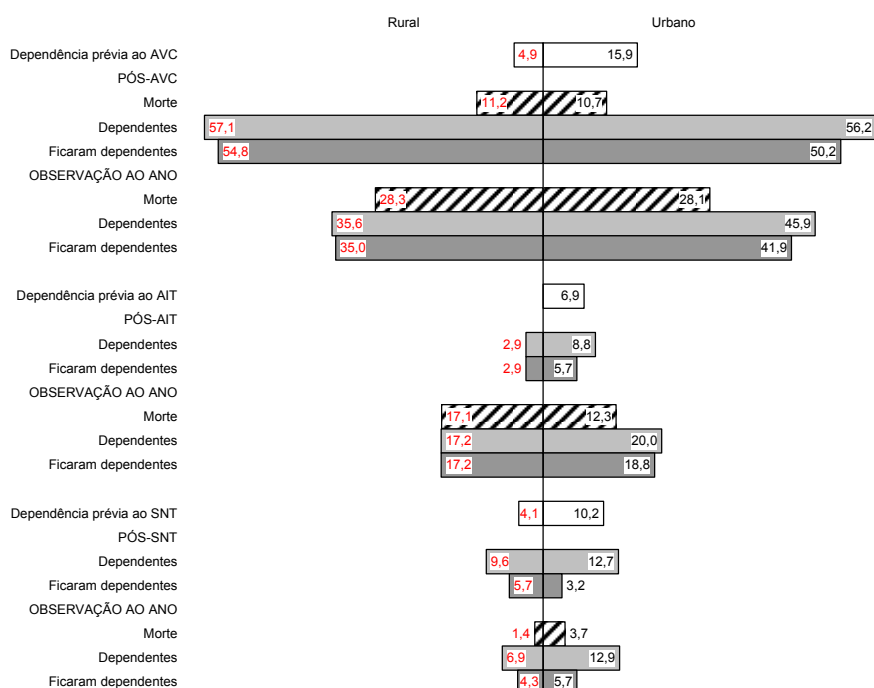 Rural Urbano
Dependência prévia ao AVC 4,9 15,9
PÓS-AVC
Morte 11,2 10,7
Dependentes 57,1 56,2
Ficaram dependentes 54,8 50,2
OBSERVAÇÃO AO ANO
Morte 28,3 28,1
Dependentes 35,6 45,9
Ficaram dependentes 35,0 41,9
Dependência prévia ao AIT 6,9
PÓS-AIT
Dependentes 2,9 8,8
Ficaram dependentes 2,9 5,7
OBSERVAÇÃO AO ANO
Morte 17,1 12,3
Dependentes 17,2 20,0
Ficaram dependentes 17,2 18,8
Dependência prévia ao SNT 4,1 10,2
PÓS-SNT
Dependentes 9,6 12,7
Ficaram dependentes 5,7 3,2
OBSERVAÇÃO AO ANO
Morte 1,4 3,7
Dependentes 6,9 12,9
Ficaram dependentes 4,3 5,7